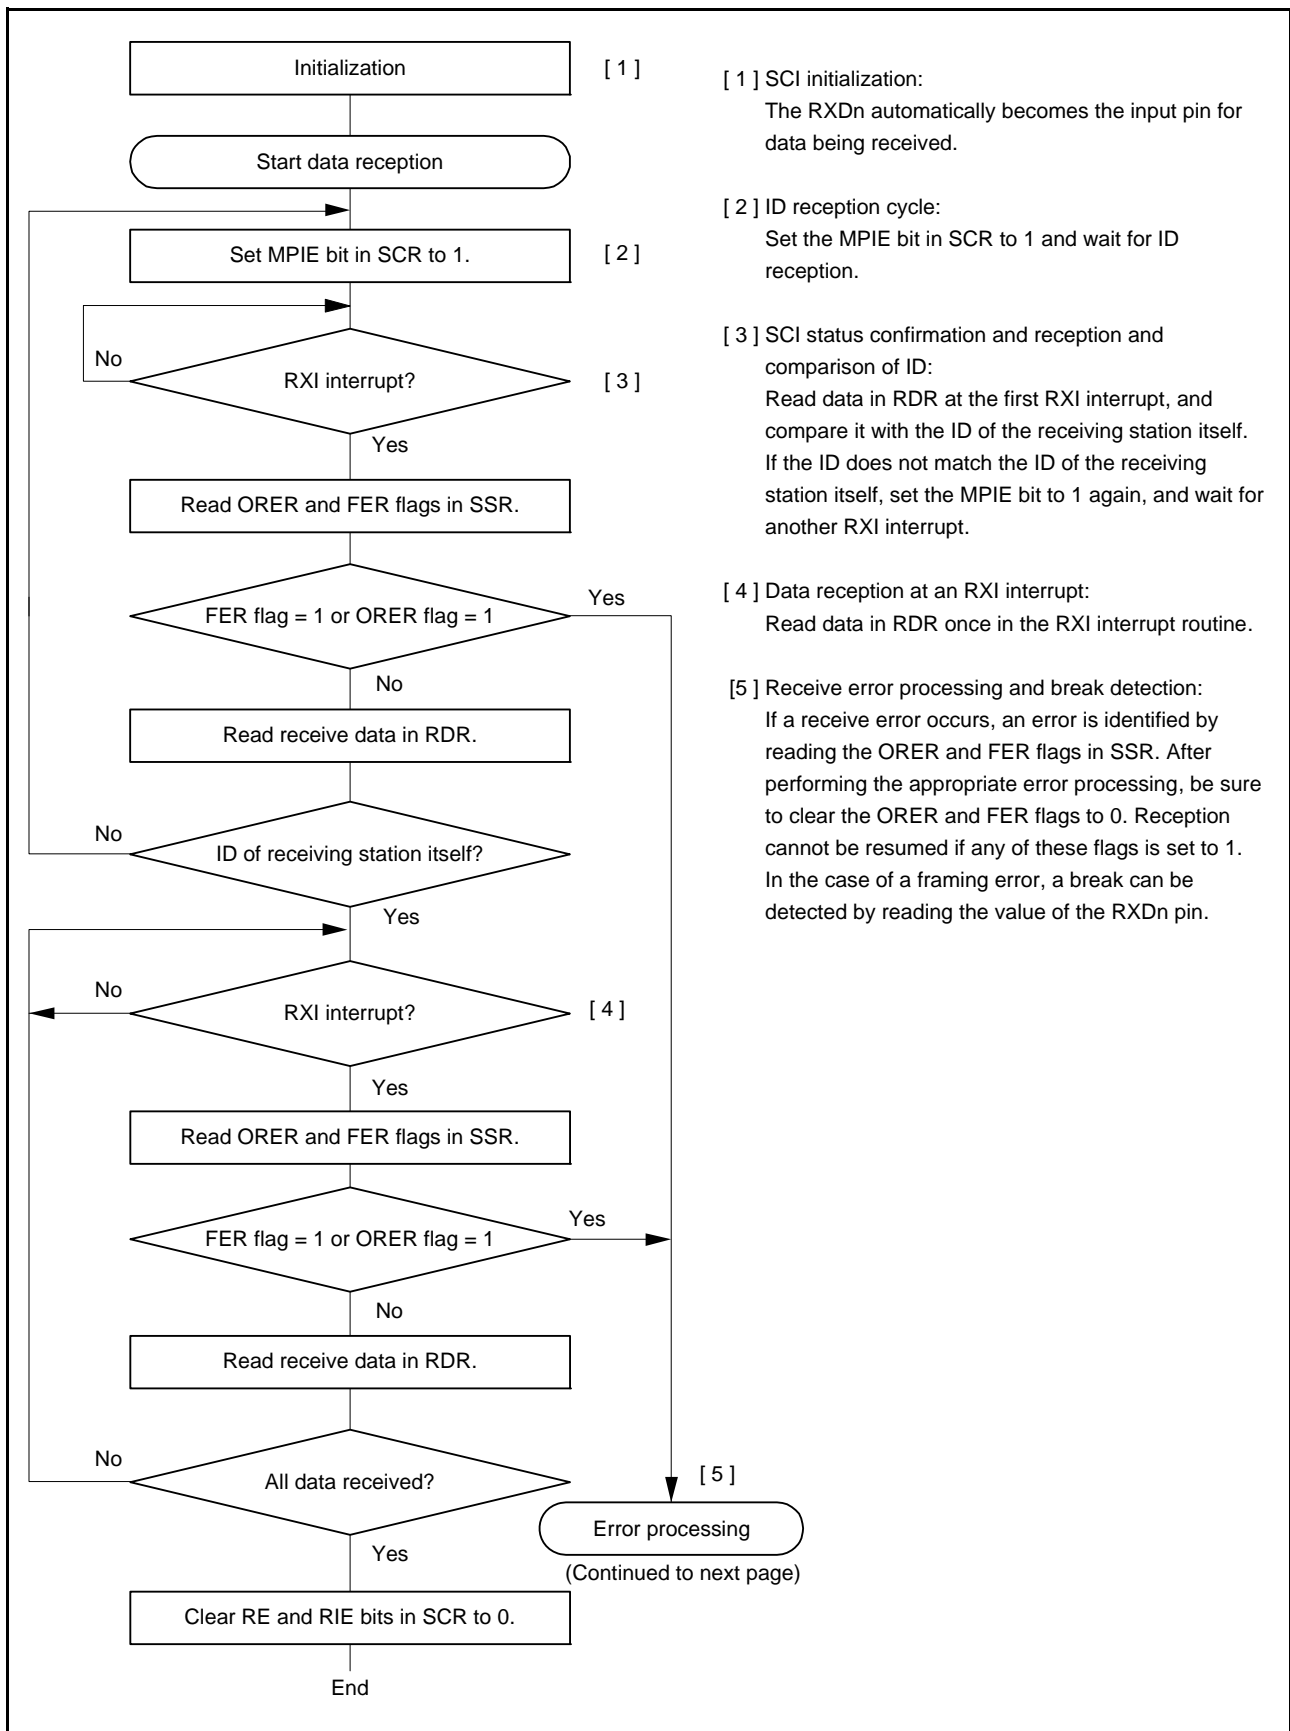 Initialization
[ 1 ]
Start data reception
Set MPIE bit in SCR to 1.
[ 2 ]
No
RXI interrupt?
[ 3 ]
Yes
Read ORER and FER flags in SSR.
FER flag = 1 or ORER flag = 1
Yes
No
Read receive data in RDR.
No
ID of receiving station itself?
Yes
No
RXI interrupt?
[ 4 ]
Yes
Read ORER and FER flags in SSR.
FER flag = 1 or ORER flag = 1
Yes
No
Read receive data in RDR.
No
All data received?
[ 5 ]
Error processing
(Continued to next page)
Yes
Clear RE and RIE bits in SCR to 0.
End
[ 1 ] SCI initialization:
The RXDn automatically becomes the input pin for
data being received.
[ 2 ] ID reception cycle:
Set the MPIE bit in SCR to 1 and wait for ID
reception.
[ 3 ] SCI status confirmation and reception and
comparison of ID:
Read data in RDR at the first RXI interrupt, and
compare it with the ID of the receiving station itself.
If the ID does not match the ID of the receiving
station itself, set the MPIE bit to 1 again, and wait for
another RXI interrupt.
[ 4 ] Data reception at an RXI interrupt:
Read data in RDR once in the RXI interrupt routine.
[5 ] Receive error processing and break detection:
If a receive error occurs, an error is identified by
reading the ORER and FER flags in SSR. After
performing the appropriate error processing, be sure
to clear the ORER and FER flags to 0. Reception
cannot be resumed if any of these flags is set to 1.
In the case of a framing error, a break can be
detected by reading the value of the RXDn pin.